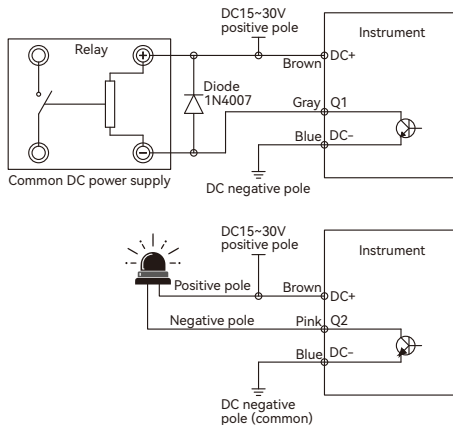 DC15~30V
positive pole
Relay
Instrument
Brown
DC+
Diode
1N4007
Gray
Q1
Blue
DC-
Common DC power supply
DC negative pole
DC15~30V
positive pole
Instrument
Positive pole
Brown
DC+
Negative pole
Pink
Q2
Blue
DC-
DC negative
pole (common)